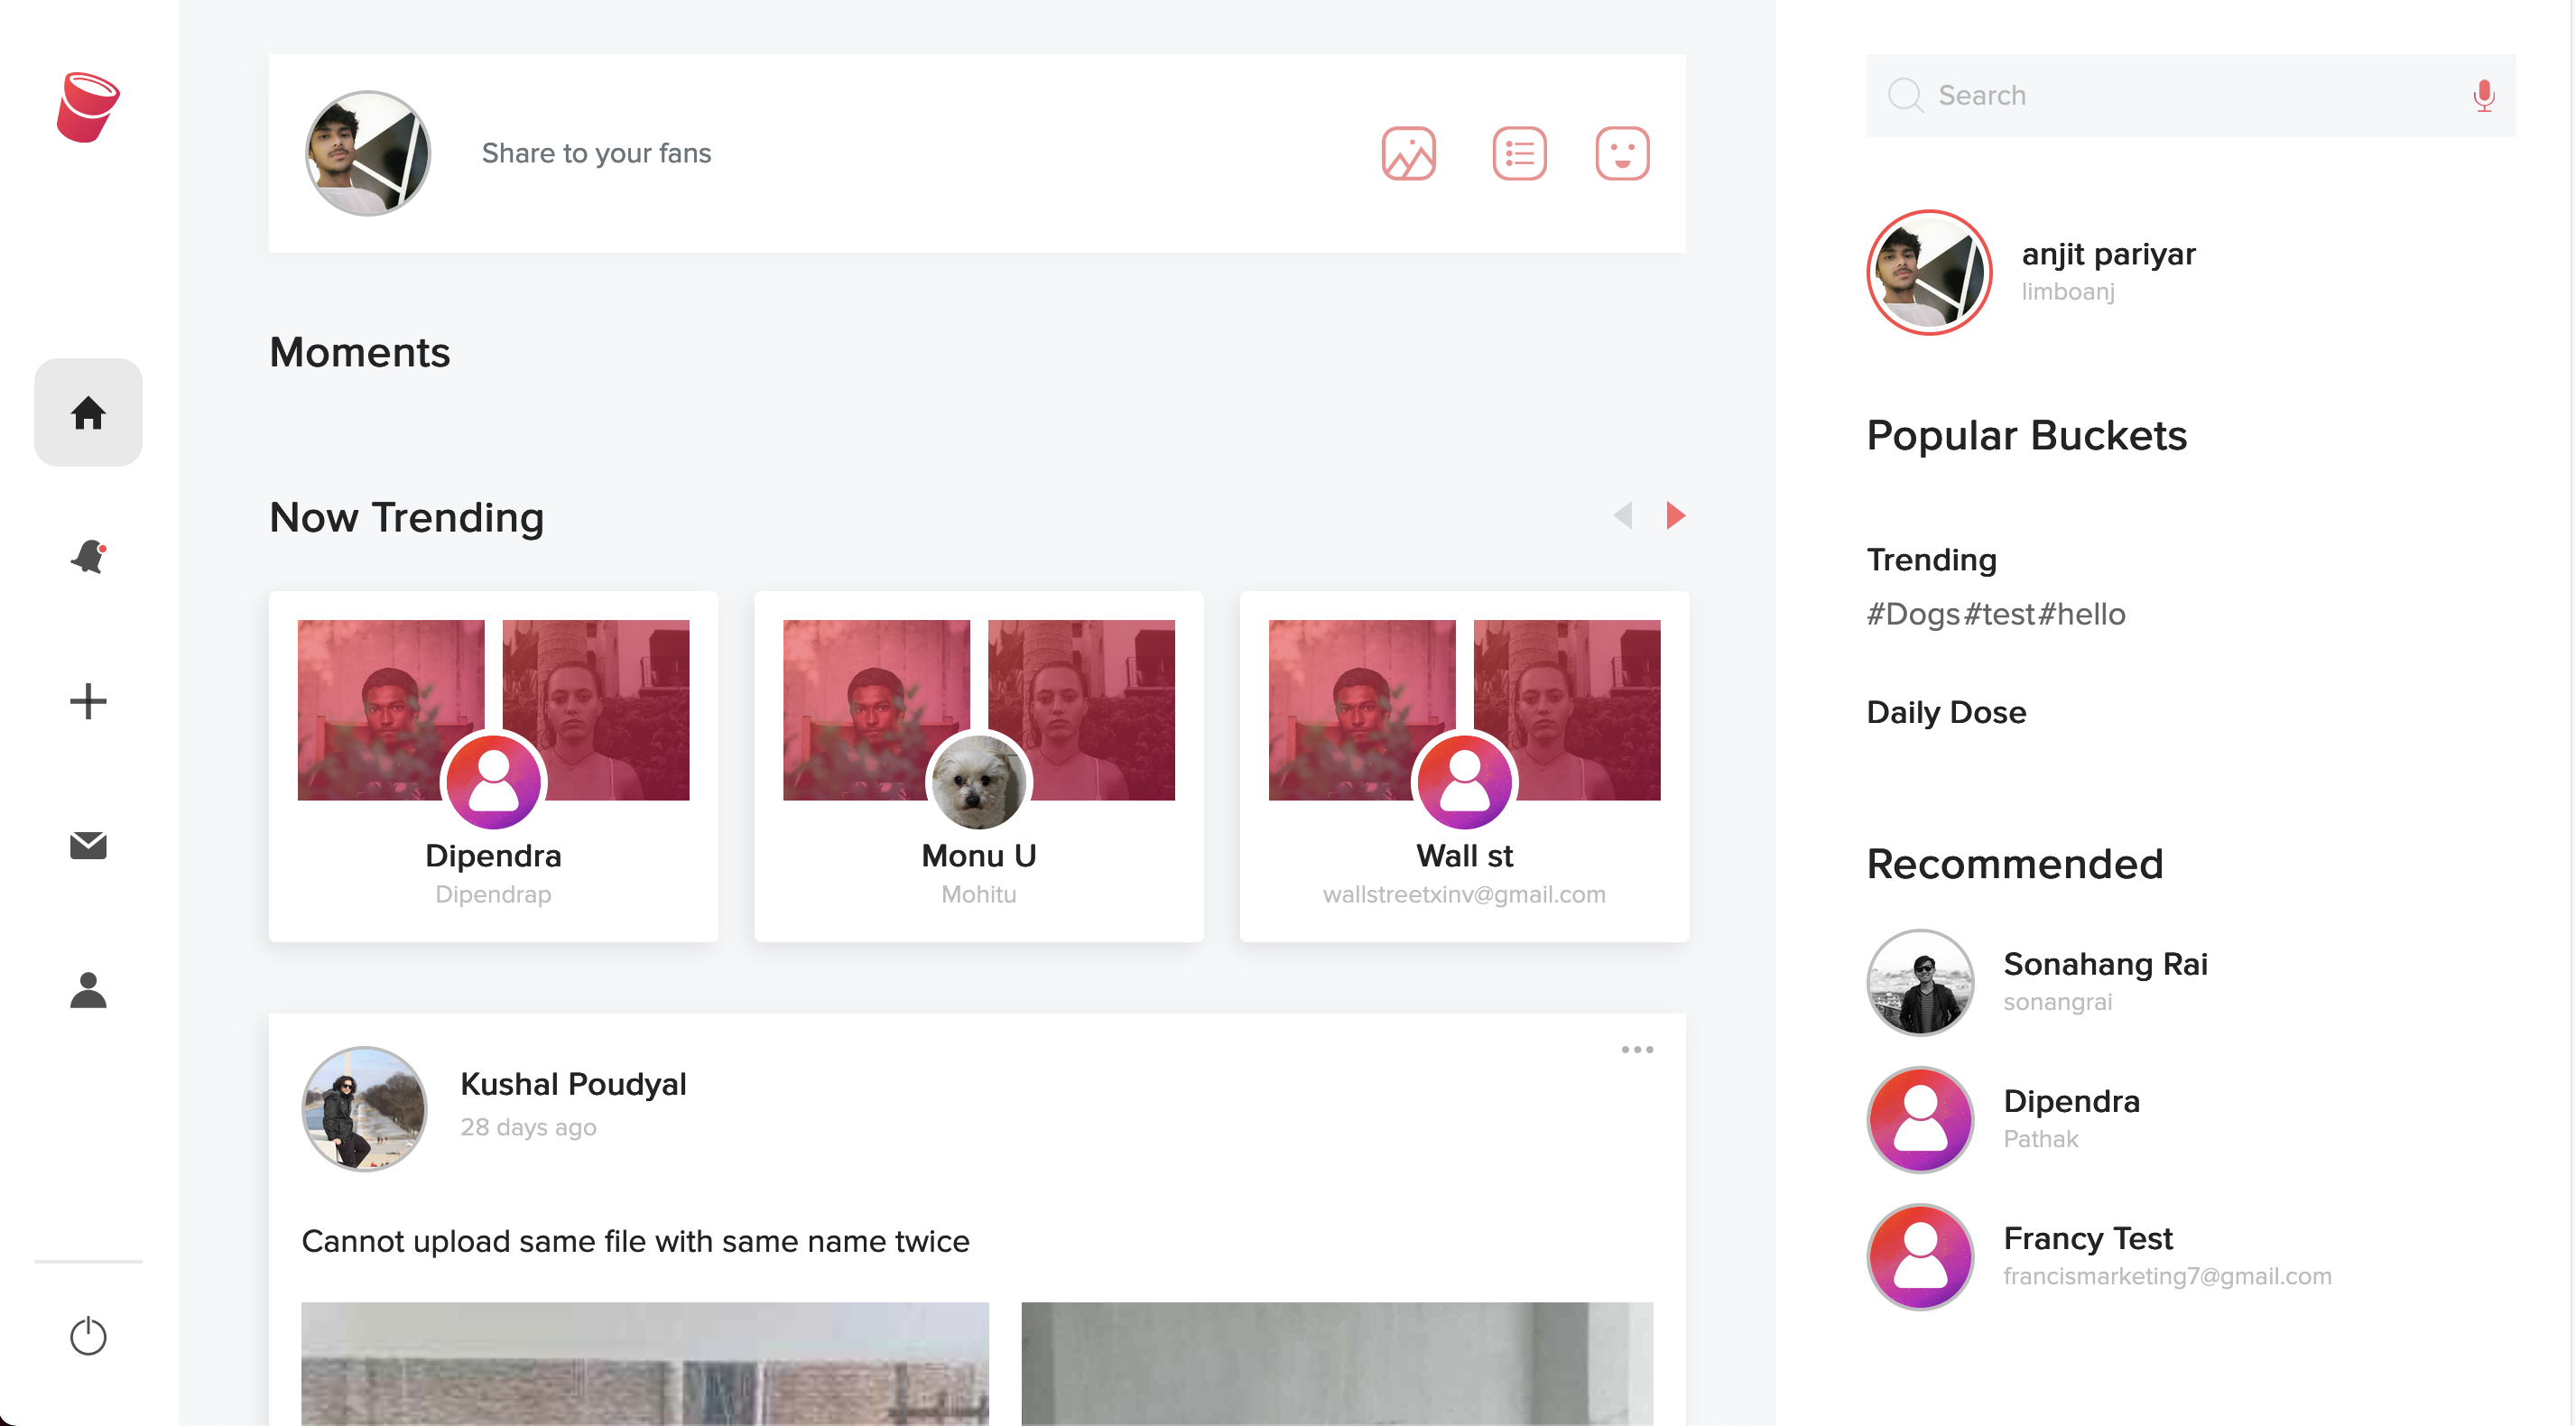 Share to your fans
Moments
Now Trending
Dipendra
Dipendrap
Monu U
Mohitu
Wall st
wallstreetxinv@gmail.com
Kushal Poudyal
28 days ago
Cannot upload same file with same name twice
Search
anjit pariyar
limboanj
Popular Buckets
Trending
#Dogs #test #hello
Daily Dose
Recommended
Sonahang Rai
sonangrai
Dipendra
Pathak
Francy Test
francismarketing7@gmail.com